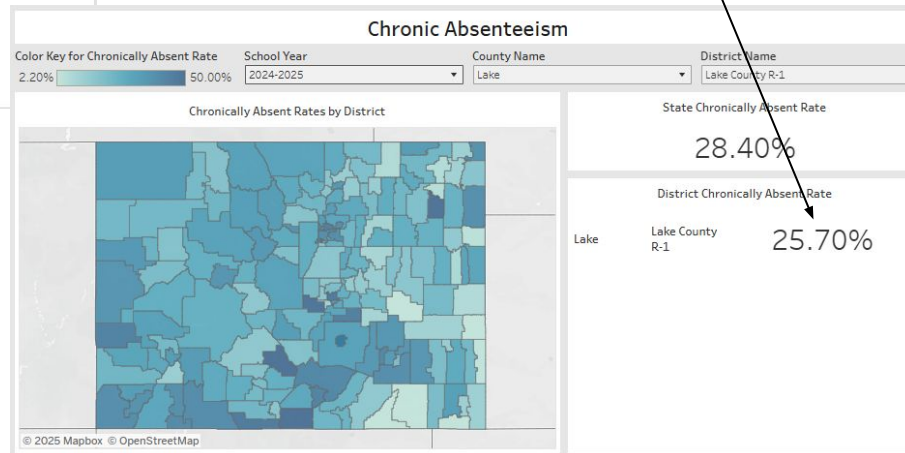 Chronic Absenteeism
Color Key for Chronically Absent Rate
2.20% 50.00%
School Year
2024-2025
County Name
Lake
District Name
Lake County R-1
Chronically Absent Rates by District
© 2025 Mapbox © OpenStreetMap
State Chronically Absent Rate
28.40%
District Chronically Absent Rate
Lake
Lake County
R-1
25.70%